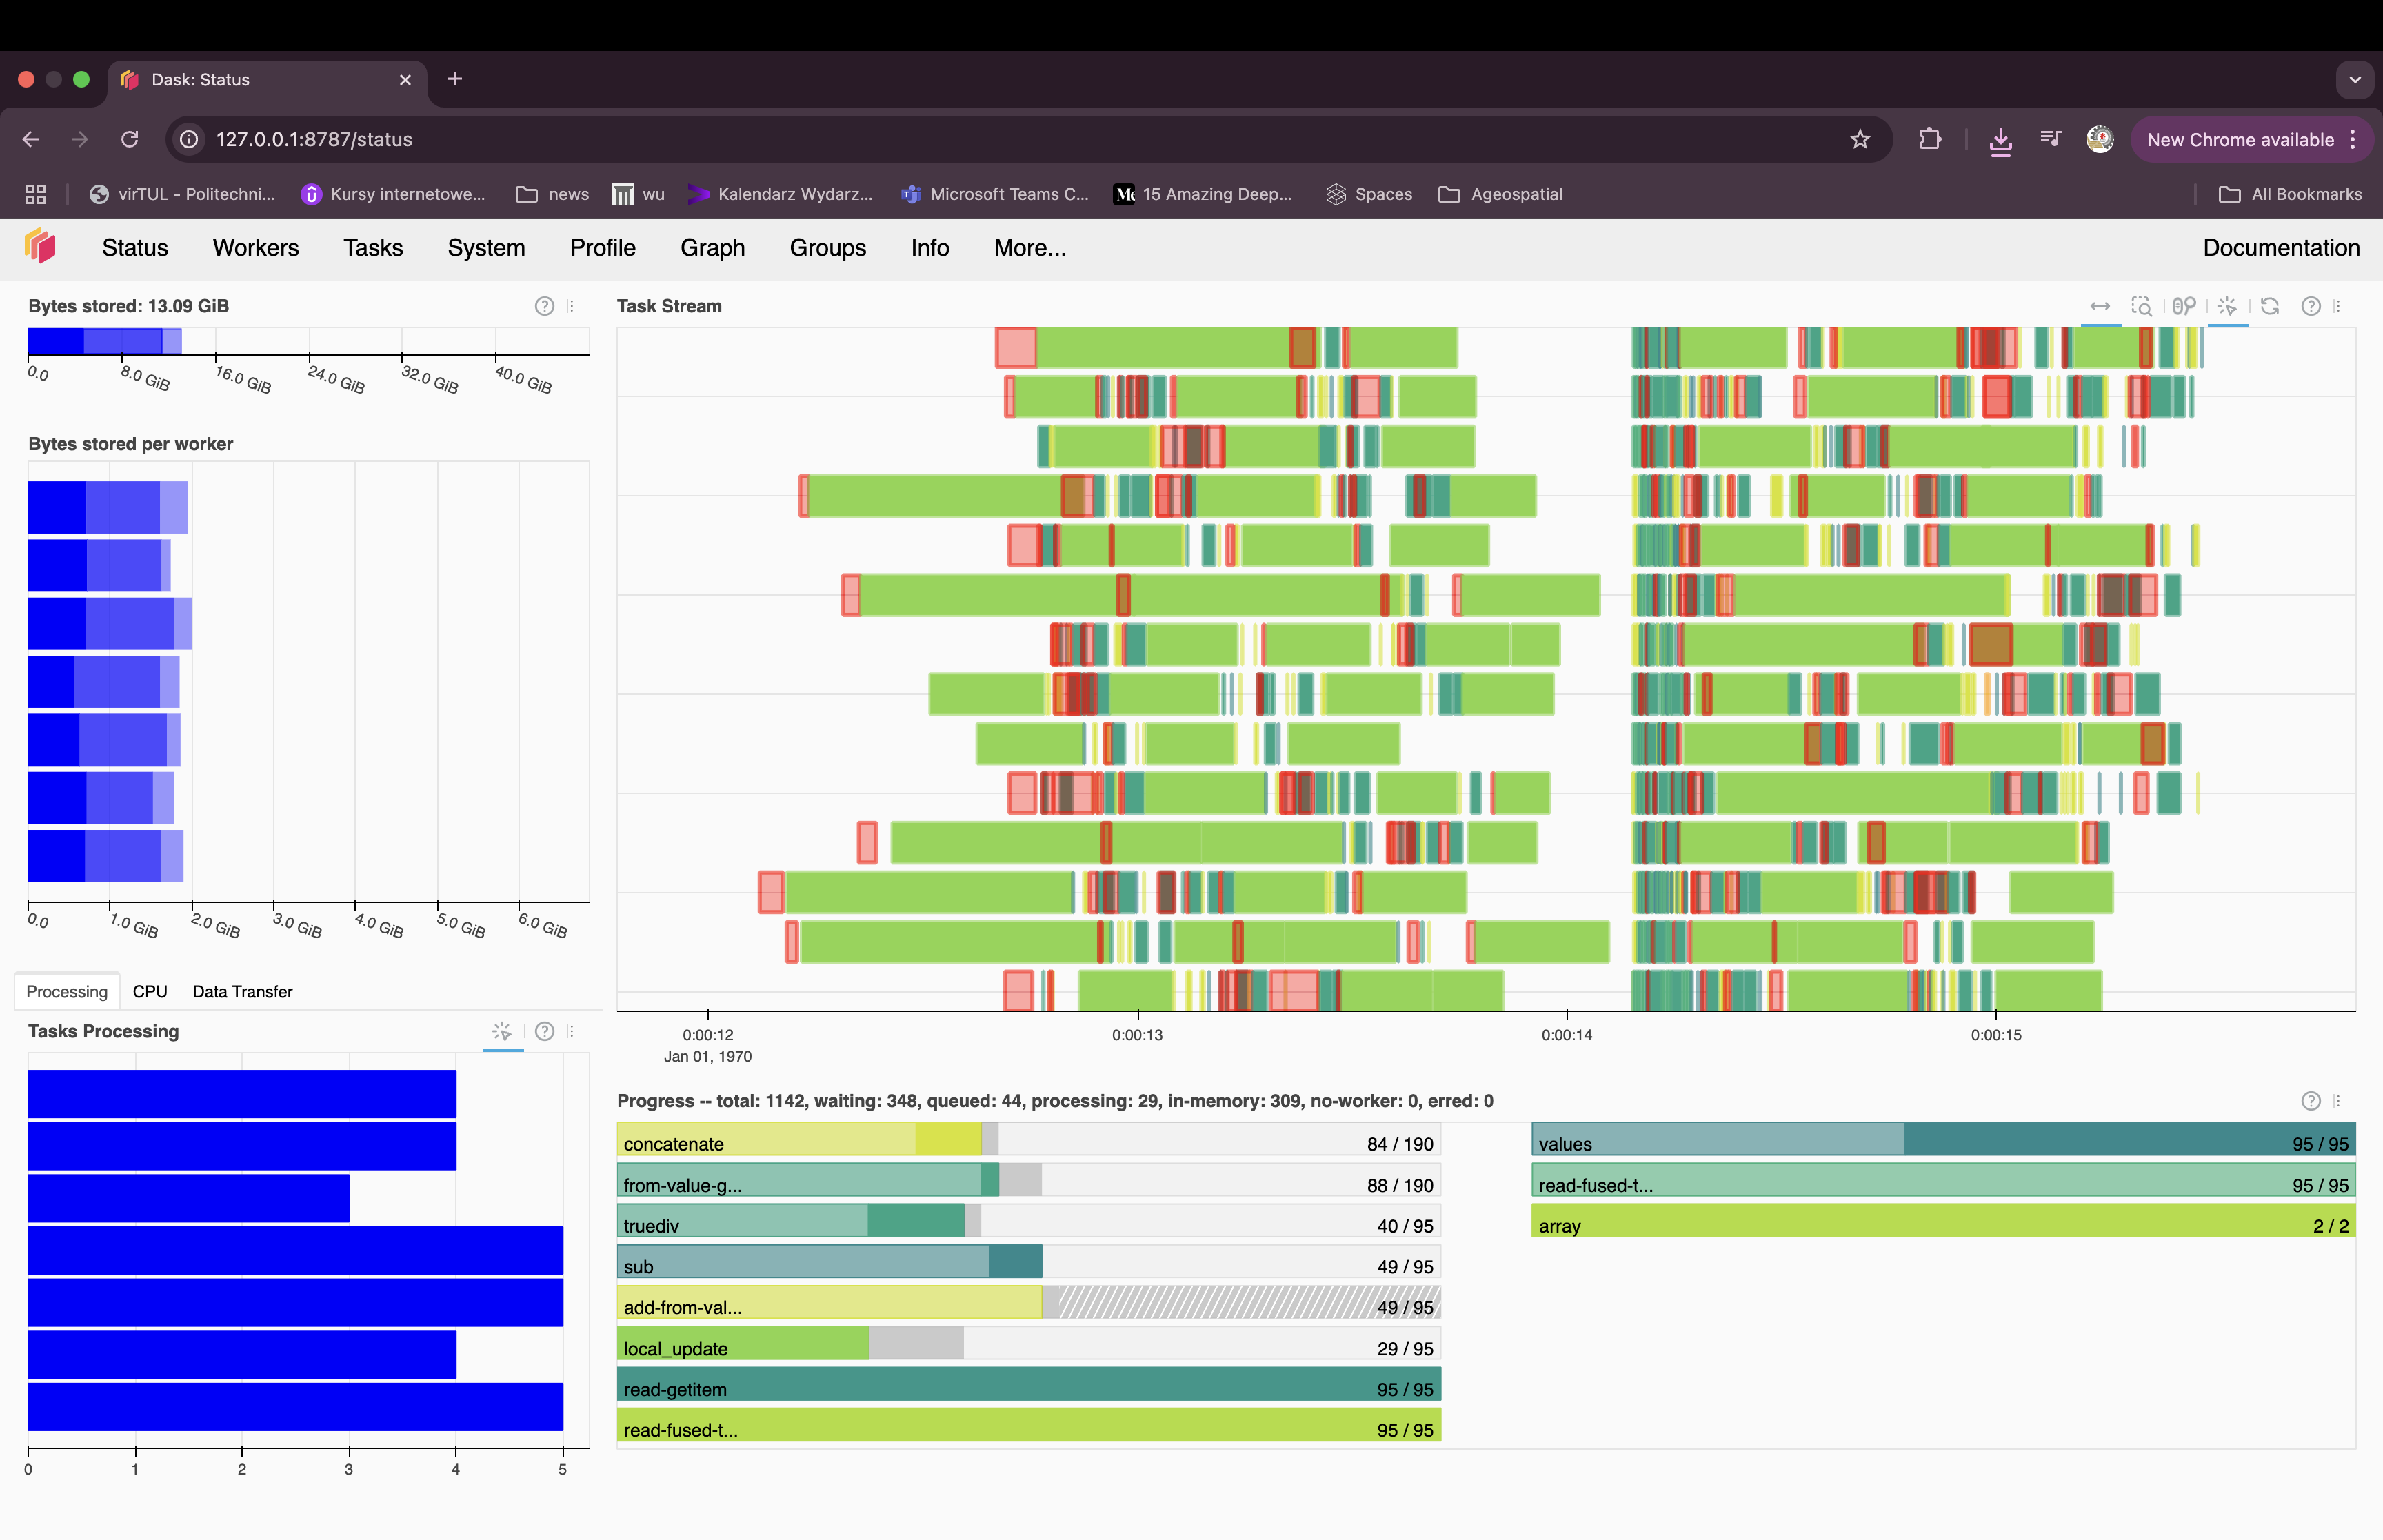 Dask: Status
127.0.0.1:8787/status
New Chrome available
virTUL - Politechni...
Kursy internetowe...
news
wu
Kalendarz Wydarz...
Microsoft Teams C...
15 Amazing Deep...
Spaces
Ageospatial
All Bookmarks
Status Workers Tasks System Profile Graph Groups Info More... Documentation
Bytes stored: 13.09 GiB
0.0 8.0 GiB 16.0 GiB 24.0 GiB 32.0 GiB 40.0 GiB
Bytes stored per worker
0.0 1.0 GiB 2.0 GiB 3.0 GiB 4.0 GiB 5.0 GiB 6.0 GiB
Processing CPU Data Transfer
Tasks Processing
0 1 2 3 4 5
Task Stream
0:00:12 0:00:13 0:00:14 0:00:15
Jan 01, 1970
Progress -- total: 1142, waiting: 348, queued: 44, processing: 29, in-memory: 309, no-worker: 0, erred: 0
concatenate 84 / 190
from-value-g... 88 / 190
truediv 40 / 95
sub 49 / 95
add-from-val... 49 / 95
local_update 29 / 95
read-getitem 95 / 95
read-fused-t... 95 / 95
values 95 / 95
read-fused-t... 95 / 95
array 2 / 2